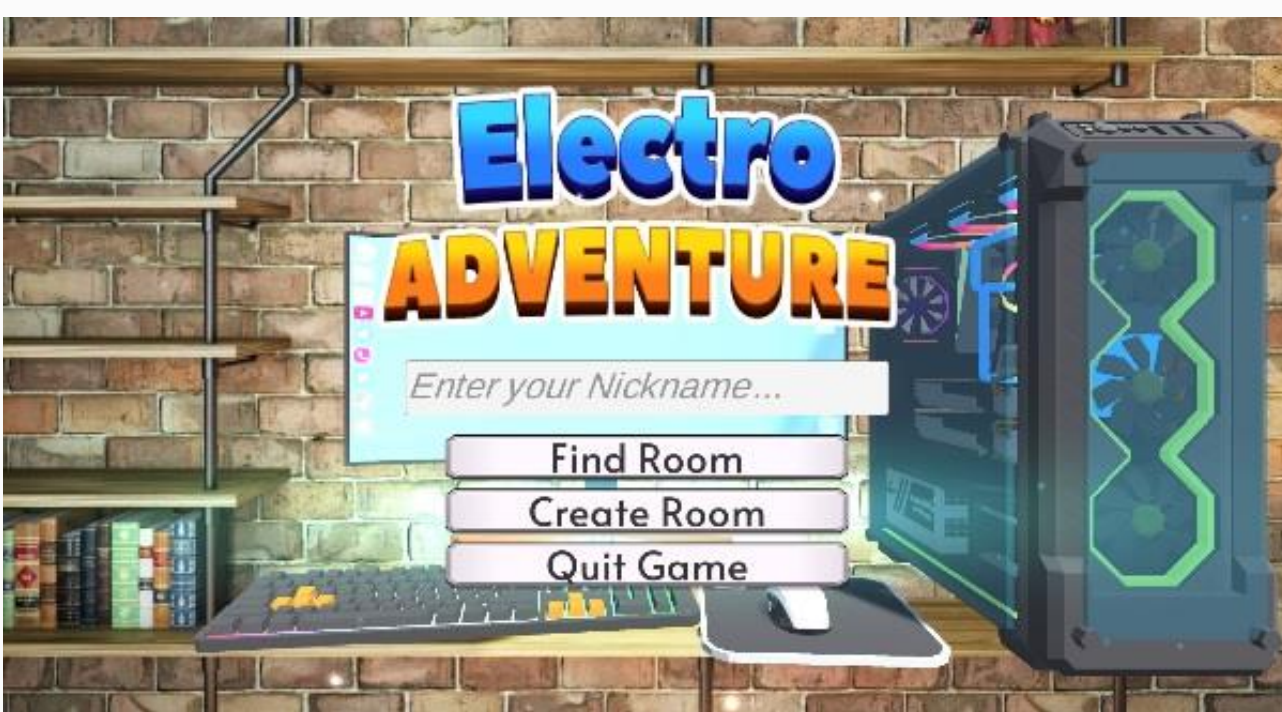 Electro
ADVENTURE
Enter your Nickname...
Find Room
Create Room
Quit Game